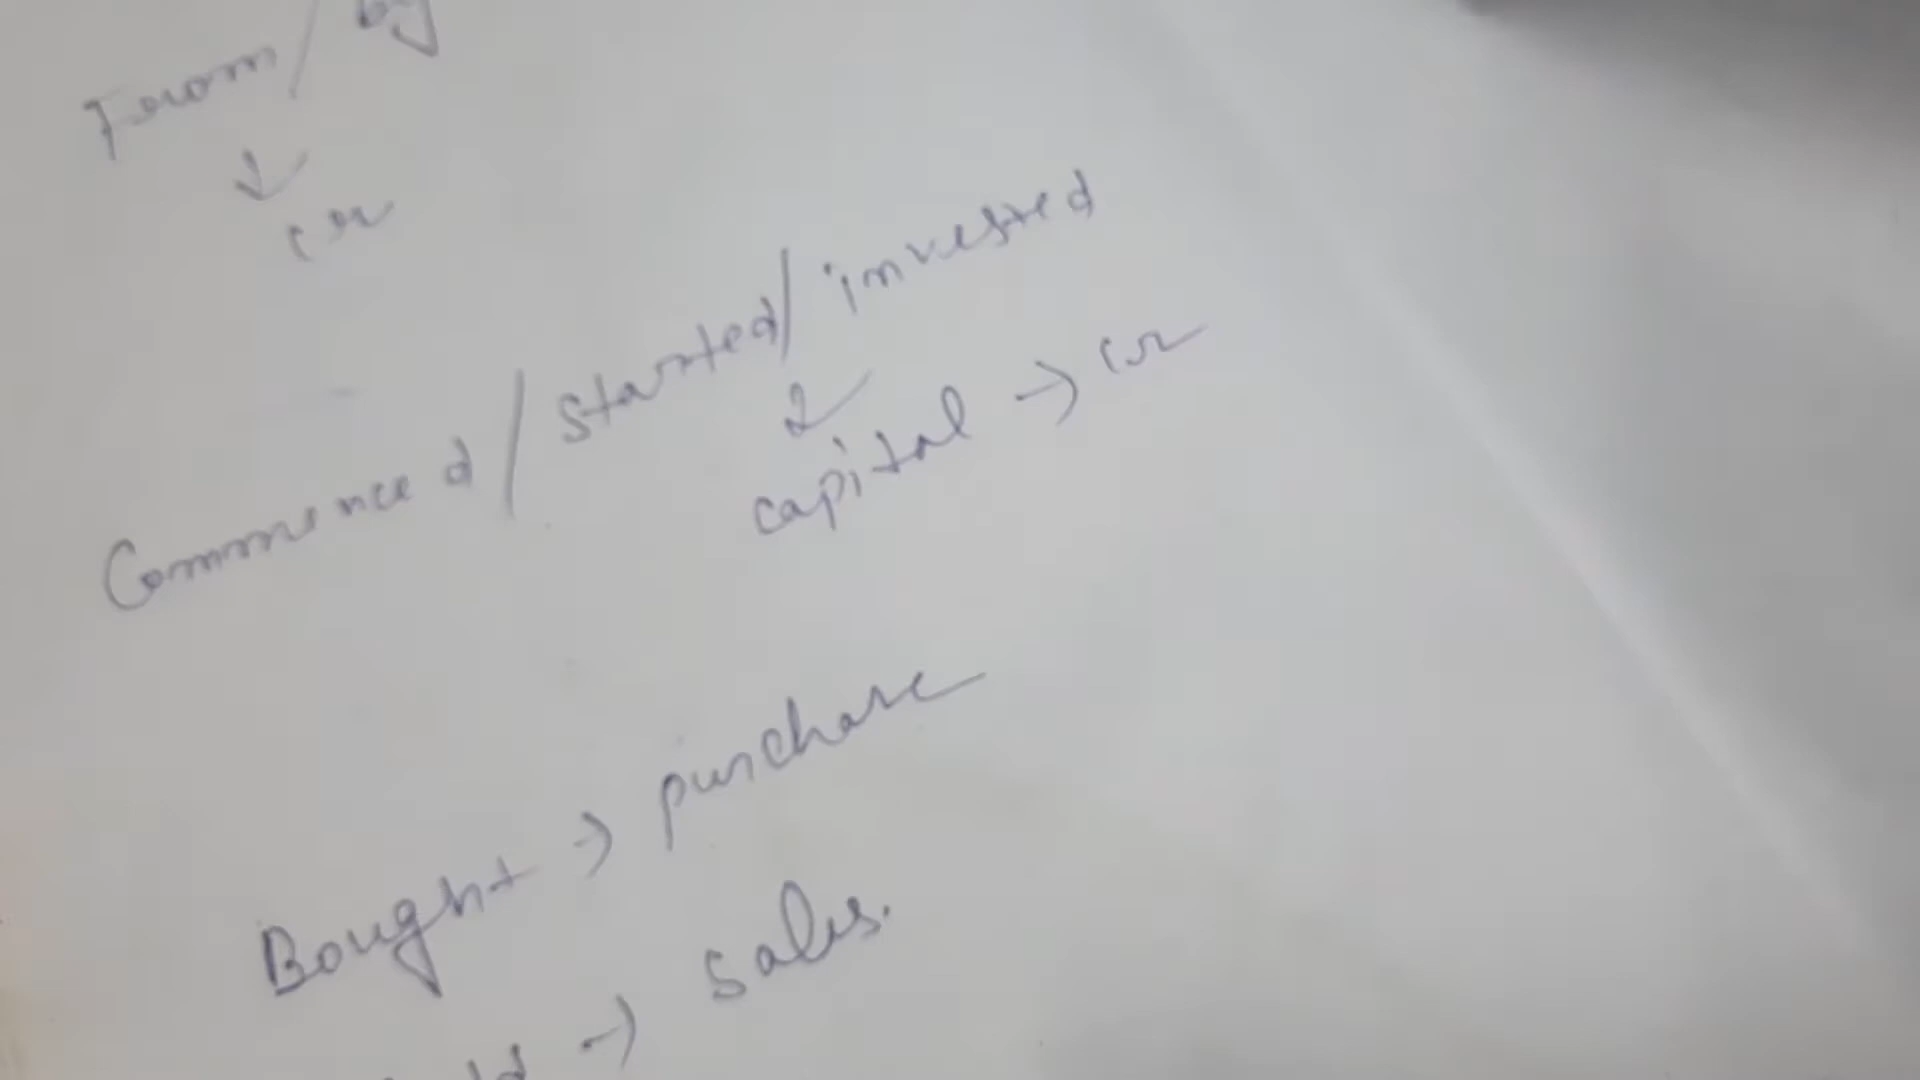 From/by
↓
cr
Commenced/started/invested
↓
capital → cr
Bought → purchase
→ sales.